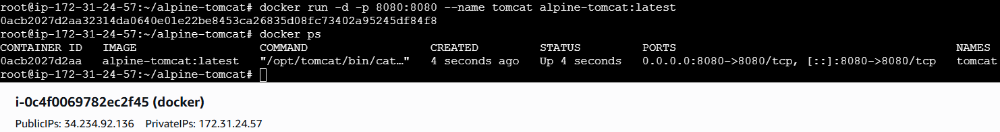 root@ip-172-31-24-57:~/alpine-tomcat# docker run -d -p 8080:8080 --name tomcat alpine-tomcat:latest
0acb2027d2aa32314da0640e01e22be8453ca26835d08fc73402a95245df84f8
root@ip-172-31-24-57:~/alpine-tomcat# docker ps
CONTAINER ID   IMAGE                  COMMAND                  CREATED         STATUS         PORTS                                         NAMES
0acb2027d2aa   alpine-tomcat:latest   "/opt/tomcat/bin/cat…"   4 seconds ago   Up 4 seconds   0.0.0.0:8080->8080/tcp, [::]:8080->8080/tcp   tomcat
root@ip-172-31-24-57:~/alpine-tomcat#
i-0c4f0069782ec2f45 (docker)
PublicIPs: 34.234.92.136 PrivateIPs: 172.31.24.57